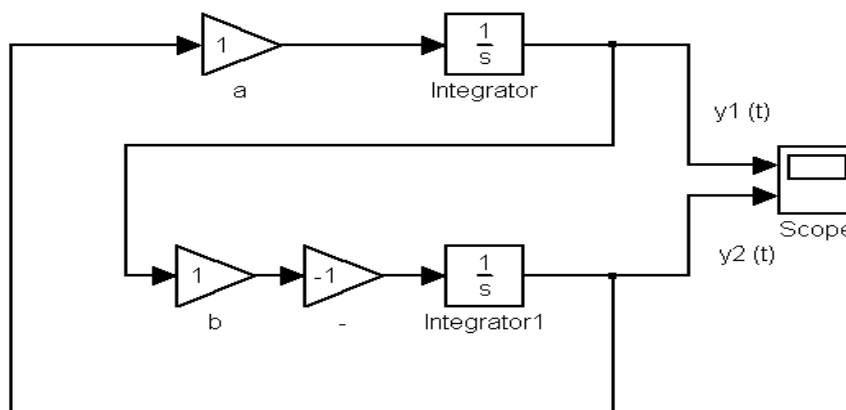 1
a
1
s
Integrator
y1 (t)
Scope
y2 (t)
1
b
-1
-
1
s
Integrator1